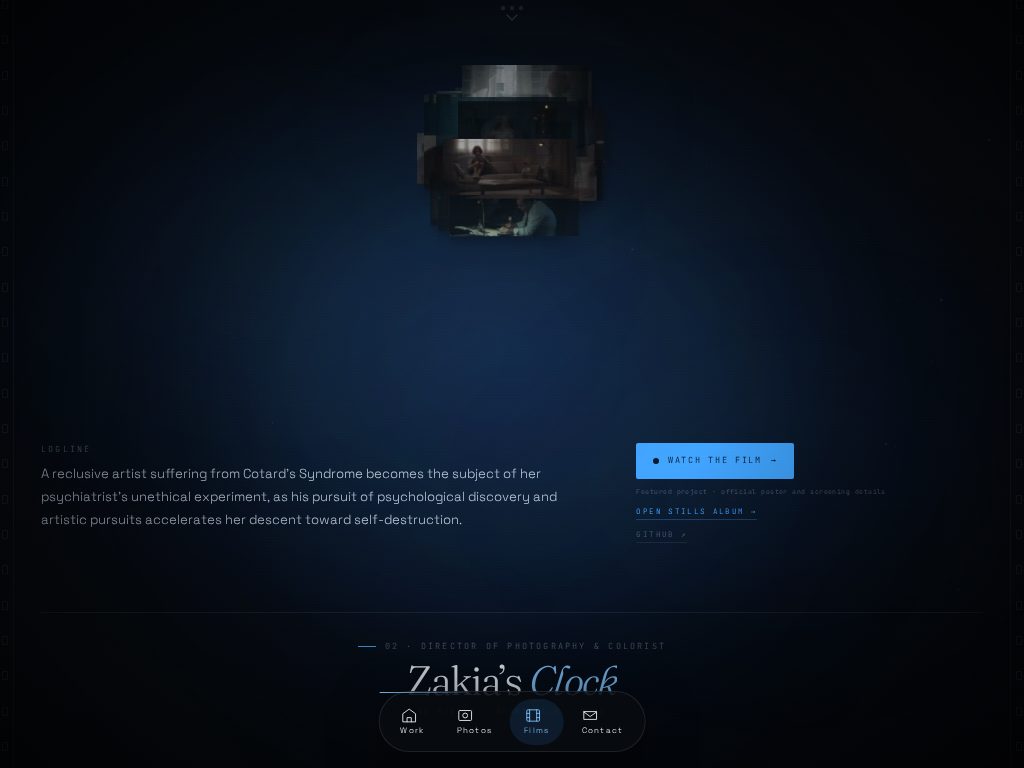 LOGLINE
A reclusive artist suffering from Cotard's Syndrome becomes the subject of her
psychiatrist's unethical experiment, as his pursuit of psychological discovery and
artistic pursuits accelerates her descent toward self-destruction.
WATCH THE FILM →
Featured project · official poster and screening details
OPEN STILLS ALBUM →
GITHUB ↗
02 · DIRECTOR OF PHOTOGRAPHY & COLORIST
Zakia's Clock
Work
Photos
Films
Contact